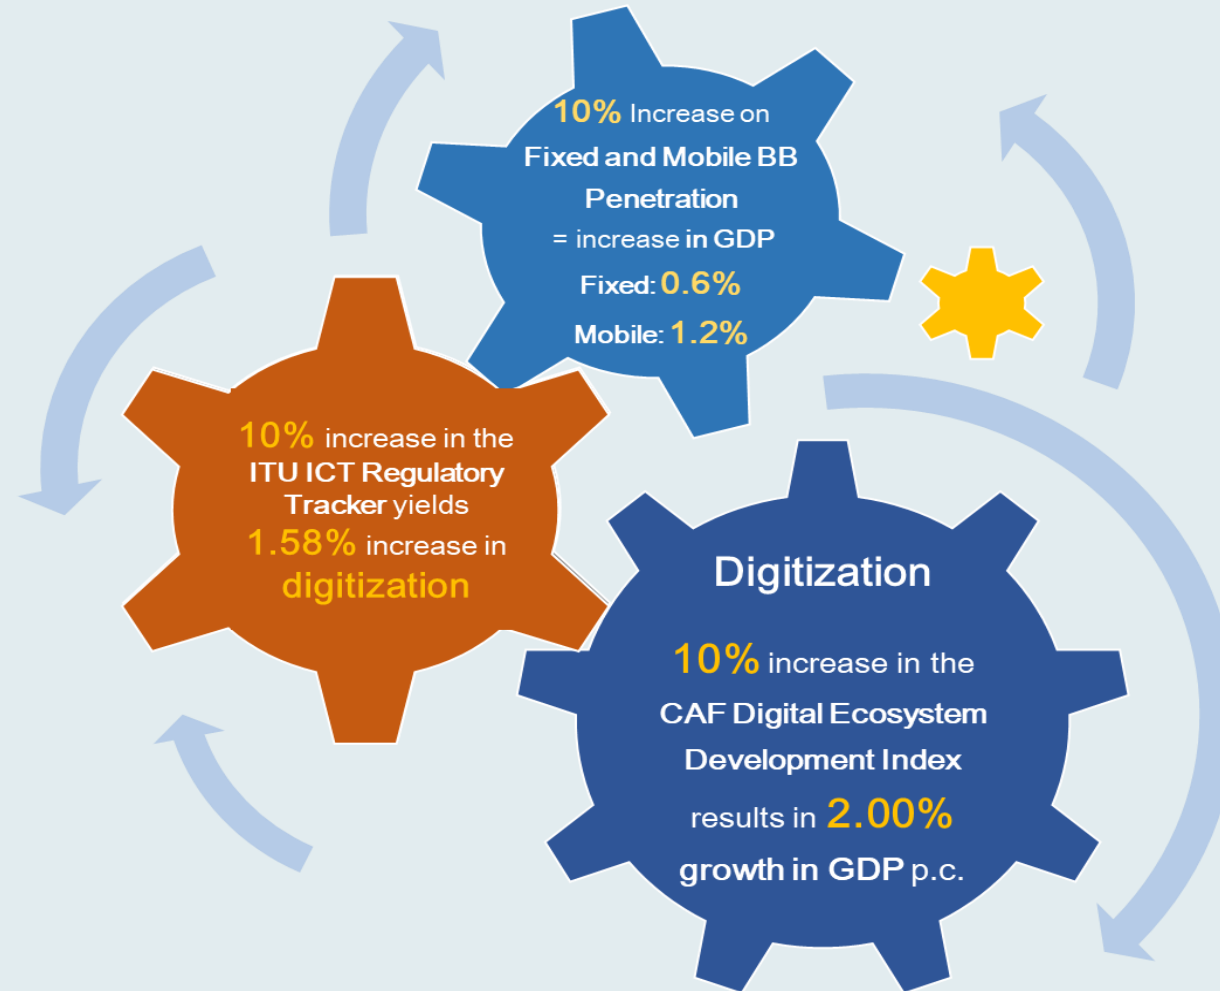 10% Increase on
Fixed and Mobile BB
Penetration
= increase in GDP
Fixed: 0.6%
Mobile: 1.2%
10% increase in the
ITU ICT Regulatory
Tracker yields
1.58% increase in
digitization
Digitization
10% increase in the
CAF Digital Ecosystem
Development Index
results in 2.00%
growth in GDP p.c.